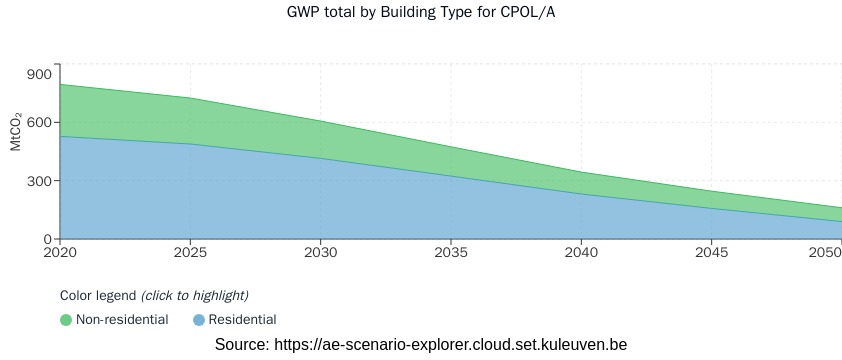 GWP total by Building Type for CPOL/A
900
600
300
0
MtCO₂
2020 2025 2030 2035 2040 2045 2050
Color legend (click to highlight)
Non-residential Residential
Source: https://ae-scenario-explorer.cloud.set.kuleuven.be